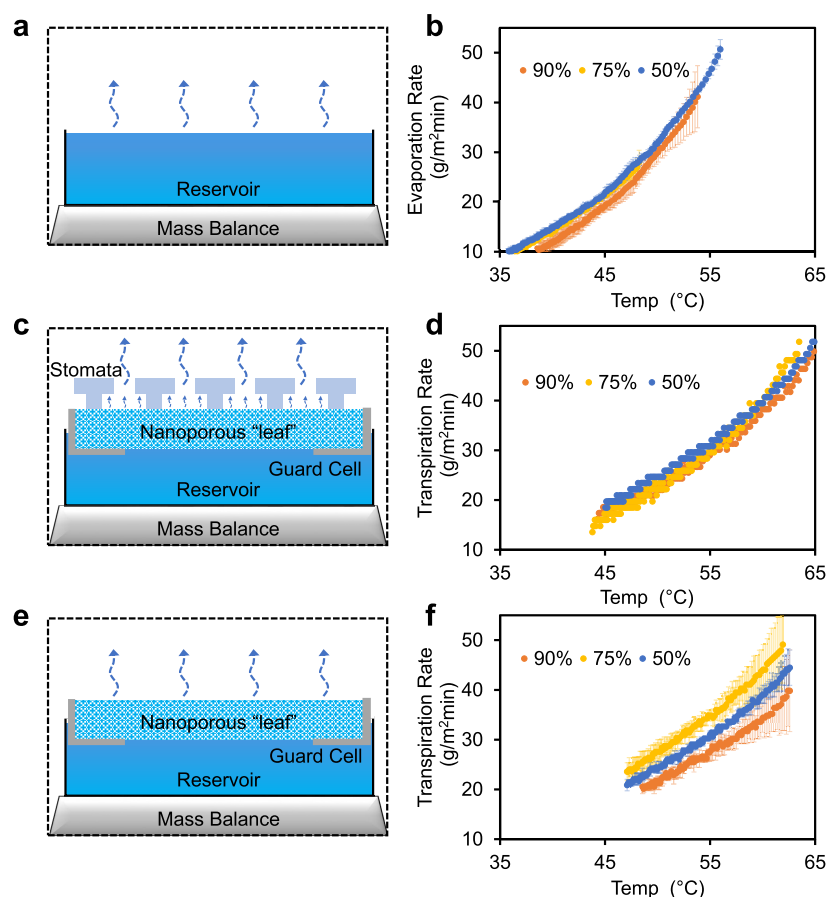 a
Reservoir
Mass Balance
b
Evaporation Rate
(g/m²min)
50
40
30
20
10
90% 75% 50%
35 45 55 65
Temp (°C)
c
Stomata
Nanoporous “leaf”
Guard Cell
Reservoir
Mass Balance
d
Transpiration Rate
(g/m²min)
50
40
30
20
10
90% 75% 50%
35 45 55 65
Temp (°C)
e
Nanoporous “leaf”
Guard Cell
Reservoir
Mass Balance
f
Transpiration Rate
(g/m²min)
50
40
30
20
10
90% 75% 50%
35 45 55 65
Temp (°C)